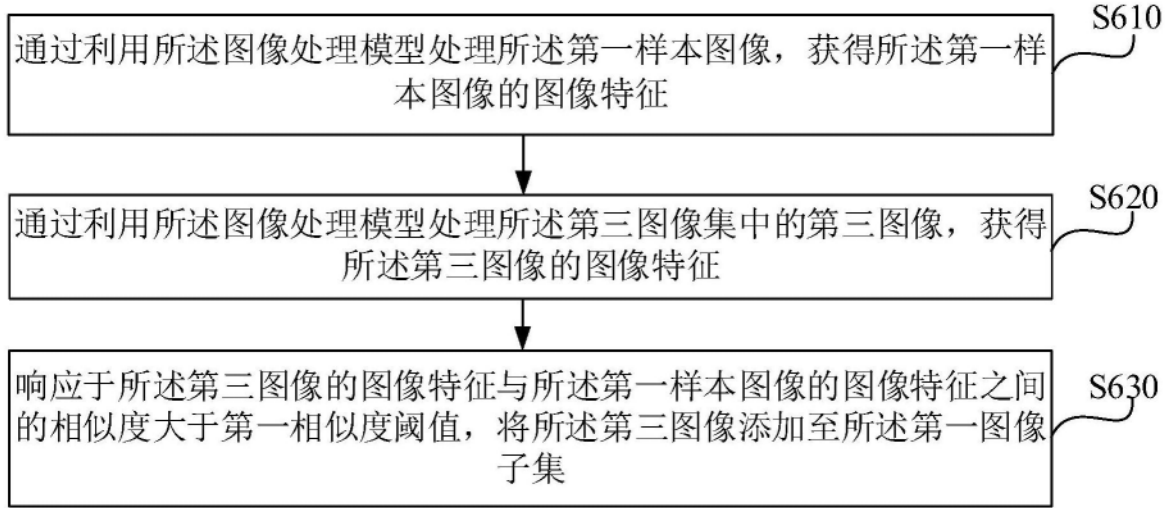 S610
通过利用所述图像处理模型处理所述第一样本图像，获得所述第一样
本图像的图像特征
S620
通过利用所述图像处理模型处理所述第三图像集中的第三图像，获得
所述第三图像的图像特征
S630
响应于所述第三图像的图像特征与所述第一样本图像的图像特征之间
的相似度大于第一相似度阈值，将所述第三图像添加至所述第一图像
子集